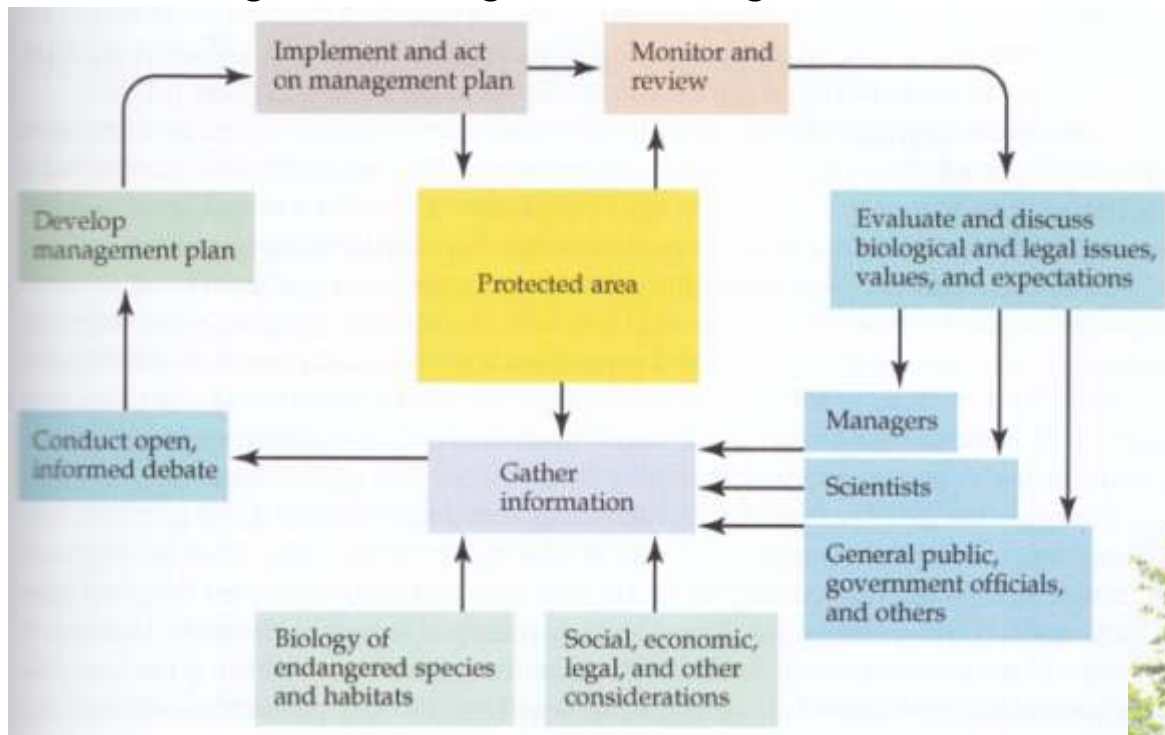 Implement and act
on management plan
Monitor and
review
Develop
management plan
Protected area
Evaluate and discuss
biological and legal issues,
values, and expectations
Managers
Conduct open,
informed debate
Gather
information
Scientists
General public,
government officials,
and others
Biology of
endangered species
and habitats
Social, economic,
legal, and other
considerations